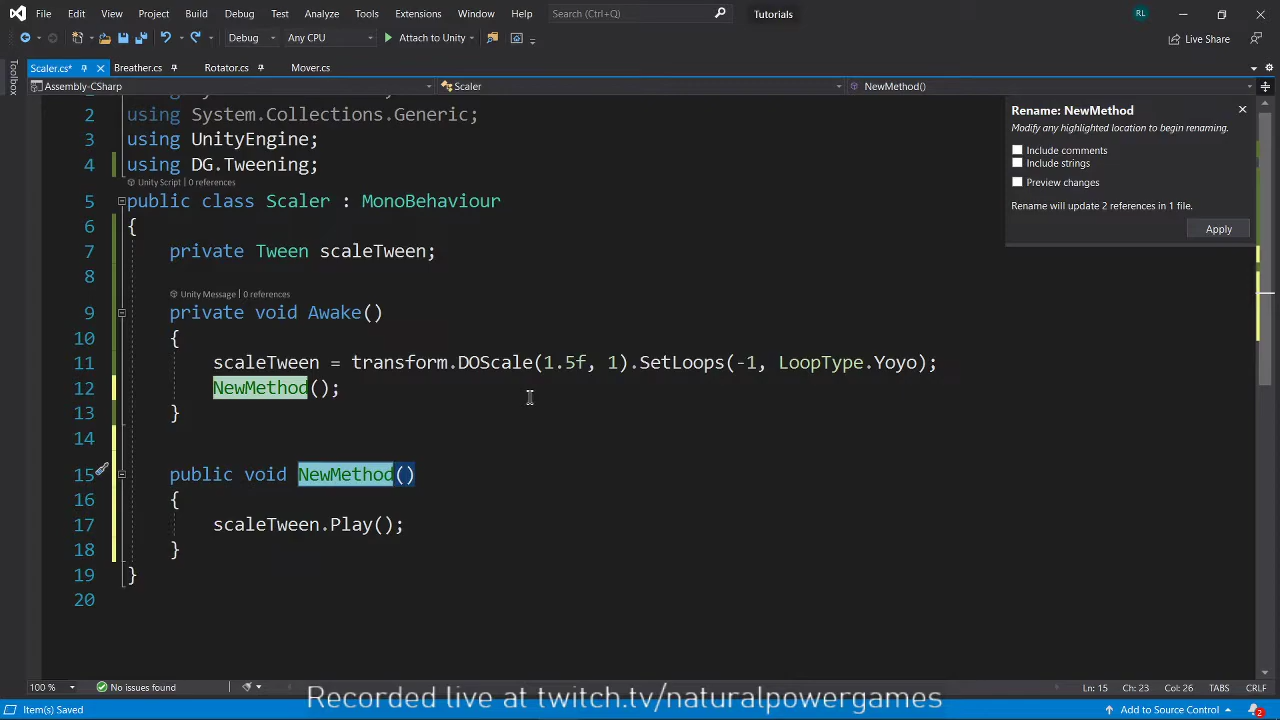 File Edit View Project Build Debug Test Analyze Tools Extensions Window Help Search (Ctrl+Q) Tutorials RL
Debug Any CPU Attach to Unity Live Share
Scaler.cs* Breather.cs Rotator.cs Mover.cs
Assembly-CSharp Scaler NewMethod()
Toolbox
2 using System.Collections.Generic;
3 using UnityEngine;
4 using DG.Tweening;
Unity Script | 0 references
5 public class Scaler : MonoBehaviour
6 {
7 private Tween scaleTween;
8
Unity Message | 0 references
9 private void Awake()
10 {
11 scaleTween = transform.DOScale(1.5f, 1).SetLoops(-1, LoopType.Yoyo);
12 NewMethod();
13 }
14
15 public void NewMethod()
16 {
17 scaleTween.Play();
18 }
19 }
20
Rename: NewMethod
Modify any highlighted location to begin renaming.
Include comments
Include strings
Preview changes
Rename will update 2 references in 1 file.
Apply
100 % No issues found Ln: 15 Ch: 23 Col: 26 TABS CRLF
Recorded live at twitch.tv/naturalpowergames
Item(s) Saved Add to Source Control 2